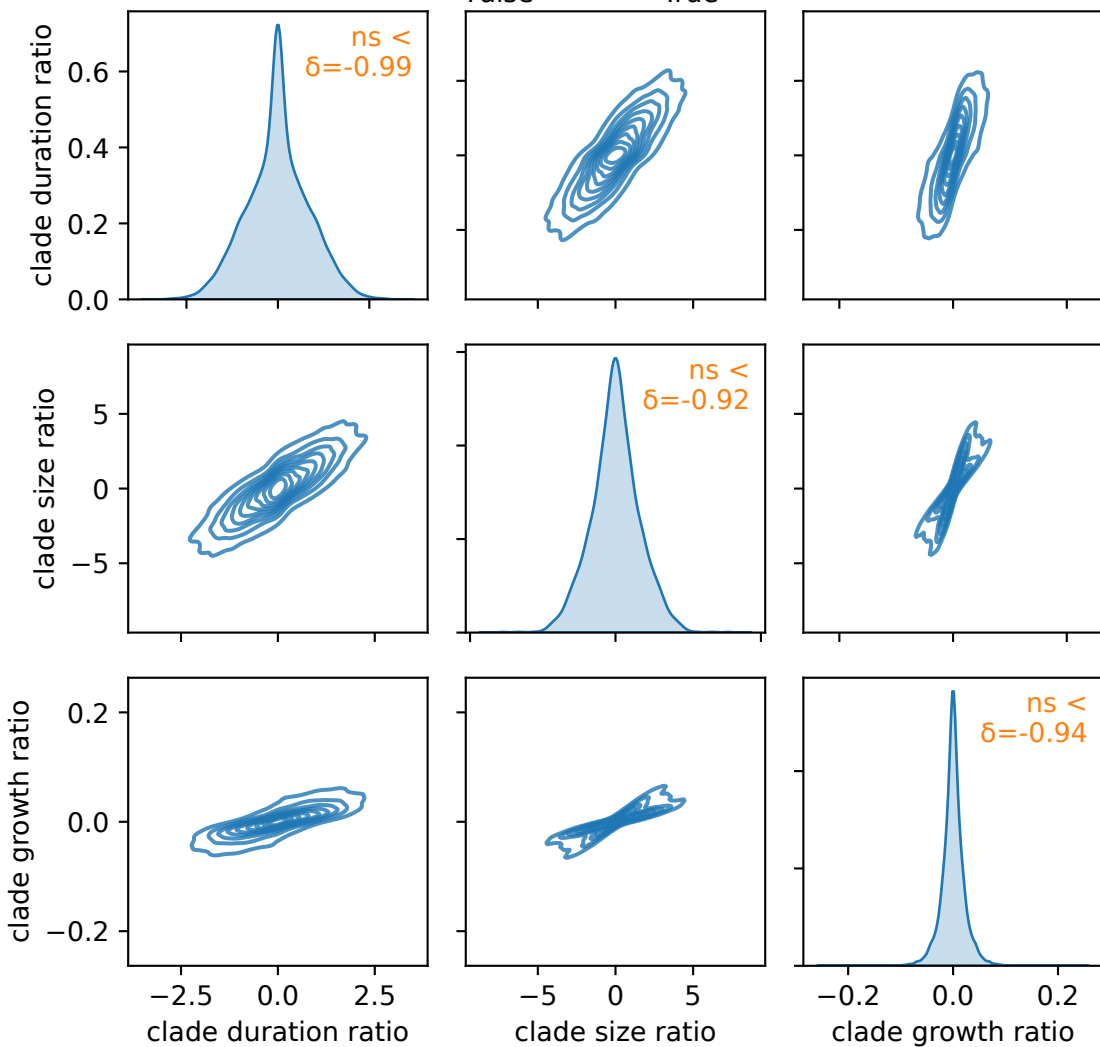 True
clade duration ratio
0.6
0.4
0.2
0.0
ns <
δ=-0.99
clade size ratio
5
0
−5
ns <
δ=-0.92
clade growth ratio
0.2
0.0
−0.2
ns <
δ=-0.94
−2.5
0.0
2.5
−5
0
5
−0.2
0.0
0.2
clade duration ratio
clade size ratio
clade growth ratio